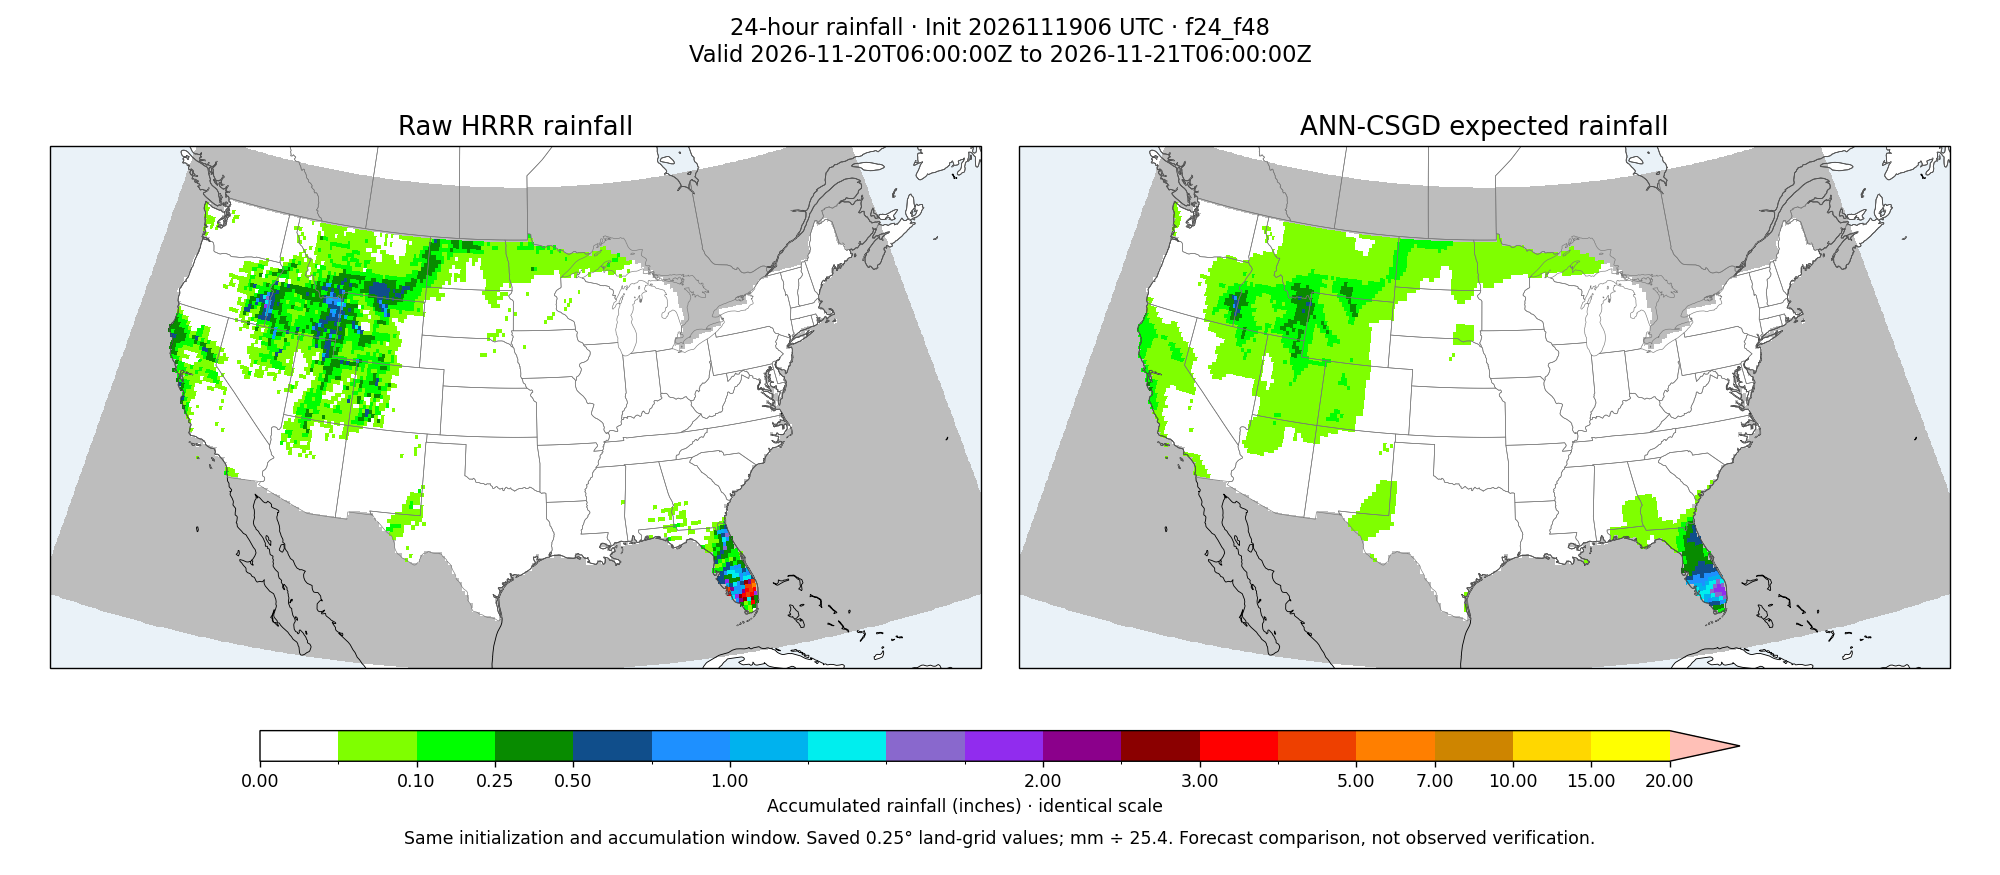 24-hour rainfall · Init 2026111906 UTC · f24_f48
Valid 2026-11-20T06:00:00Z to 2026-11-21T06:00:00Z
Raw HRRR rainfall
ANN-CSGD expected rainfall
0.00 0.10 0.25 0.50 1.00 2.00 3.00 5.00 7.00 10.00 15.00 20.00
Accumulated rainfall (inches) · identical scale
Same initialization and accumulation window. Saved 0.25° land-grid values; mm ÷ 25.4. Forecast comparison, not observed verification.